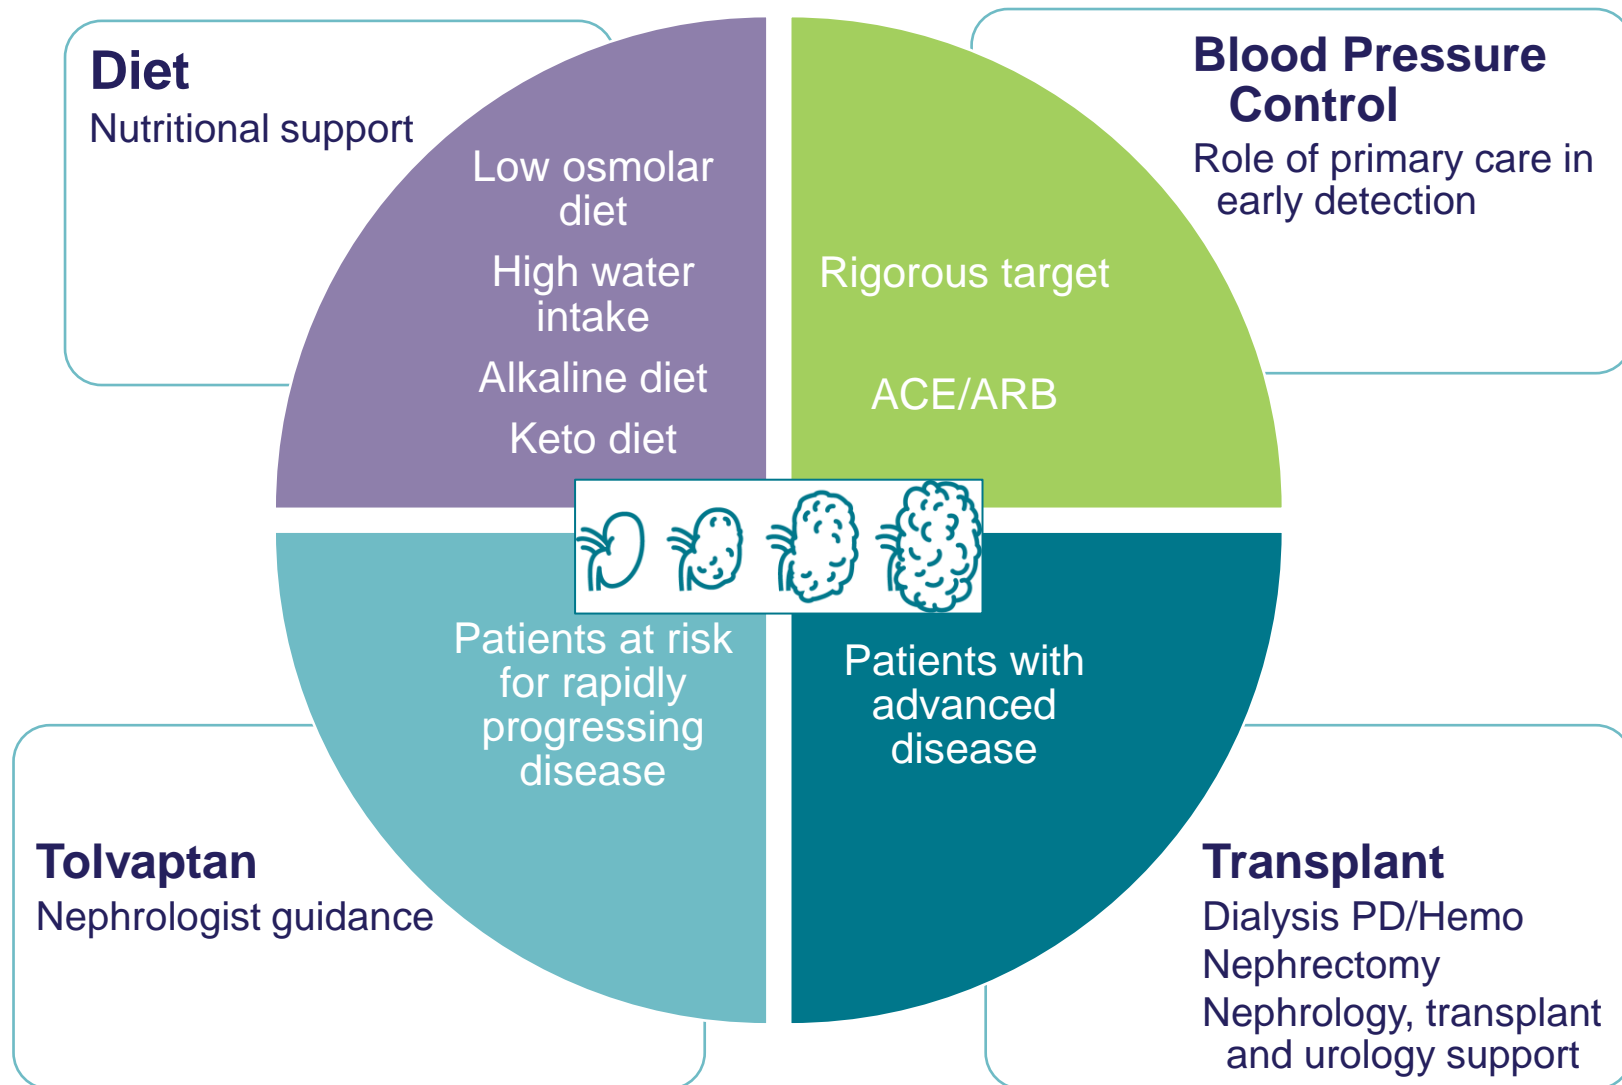 Diet
Nutritional support
Low osmolar
diet
High water
intake
Alkaline diet
Keto diet
Blood Pressure
Control
Role of primary care in
early detection
Rigorous target
ACE/ARB
Patients at risk
for rapidly
progressing
disease
Tolvaptan
Nephrologist guidance
Patients with
advanced
disease
Transplant
Dialysis PD/Hemo
Nephrectomy
Nephrology, transplant
and urology support